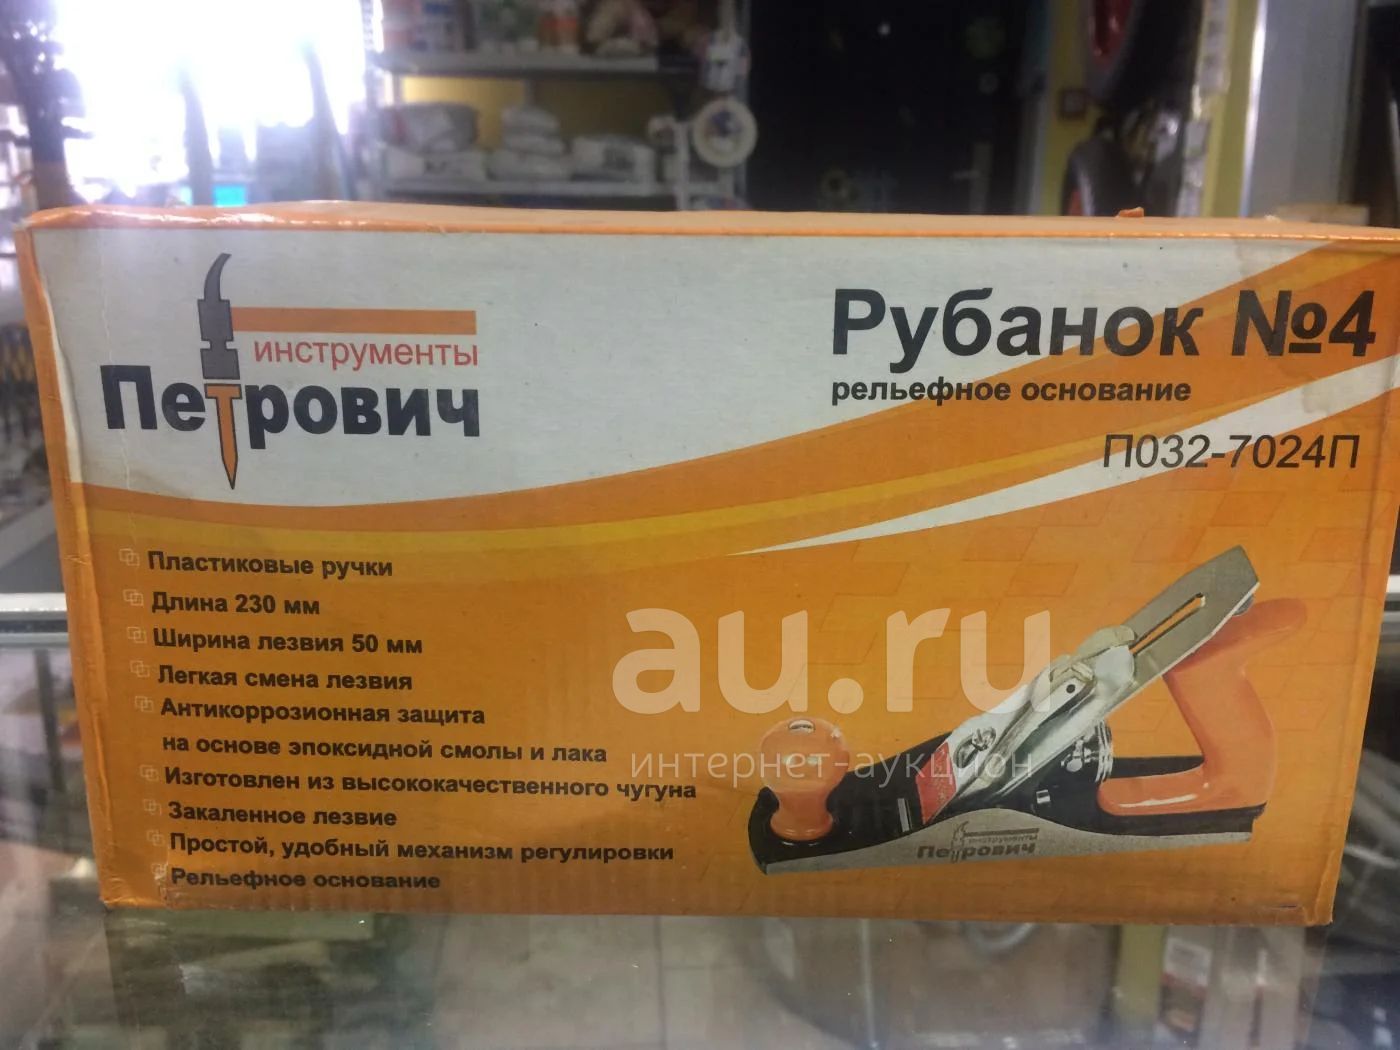 инструменты
Петрович
Рубанок №4
рельефное основание
П032-7024П
Пластиковые ручки
Длина 230 мм
Ширина лезвия 50 мм
Легкая смена лезвия
Антикоррозионная защита
на основе эпоксидной смолы и лака
Изготовлен из высококачественного чугуна
Закаленное лезвие
Простой, удобный механизм регулировки
Рельефное основание
au.ru
интернет-аукцион
инструменты
Петрович